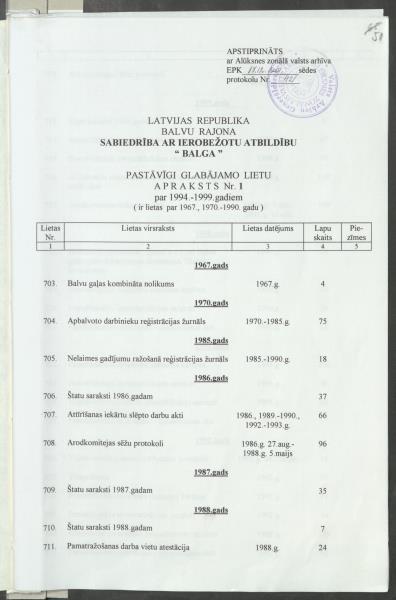 APSTIPRINĀTS
ar Alūksnes zonālā valsts arhīva
EPK sēdes
protokolu Nr.
LATVIJAS REPUBLIKA
BALVU RAJONA
SABIEDRĪBA AR IEROBEŽOTU ATBILDĪBU
“ BALGA ”
PASTĀVĪGI GLABĀJAMO LIETU
APRAKSTS Nr. 1
par 1994.-1999.gadiem
( ir lietas par 1967., 1970.-1990. gadu )
Lietas Nr. Lietas virsraksts Lietas datējums Lapu skaits Piezīmes
1 2 3 4 5
1967.gads
703. Balvu gaļas kombināta nolikums 1967.g. 4
1970.gads
704. Apbalvoto darbinieku reģistrācijas žurnāls 1970.-1985.g. 75
1985.gads
705. Nelaimes gadījumu ražošanā reģistrācijas žurnāls 1985.-1990.g. 18
1986.gads
706. Štatu saraksti 1986.gadam 37
707. Attīrīšanas iekārtu slēpto darbu akti 1986., 1989.-1990., 66
1992.-1993.g.
708. Arodkomitejas sēžu protokoli 1986.g. 27.aug.- 96
1988.g. 5.maijs
1987.gads
709. Štatu saraksti 1987.gadam 35
1988.gads
710. Štatu saraksti 1988.gadam 7
711. Pamatražošanas darba vietu atestācija 1988.g. 24